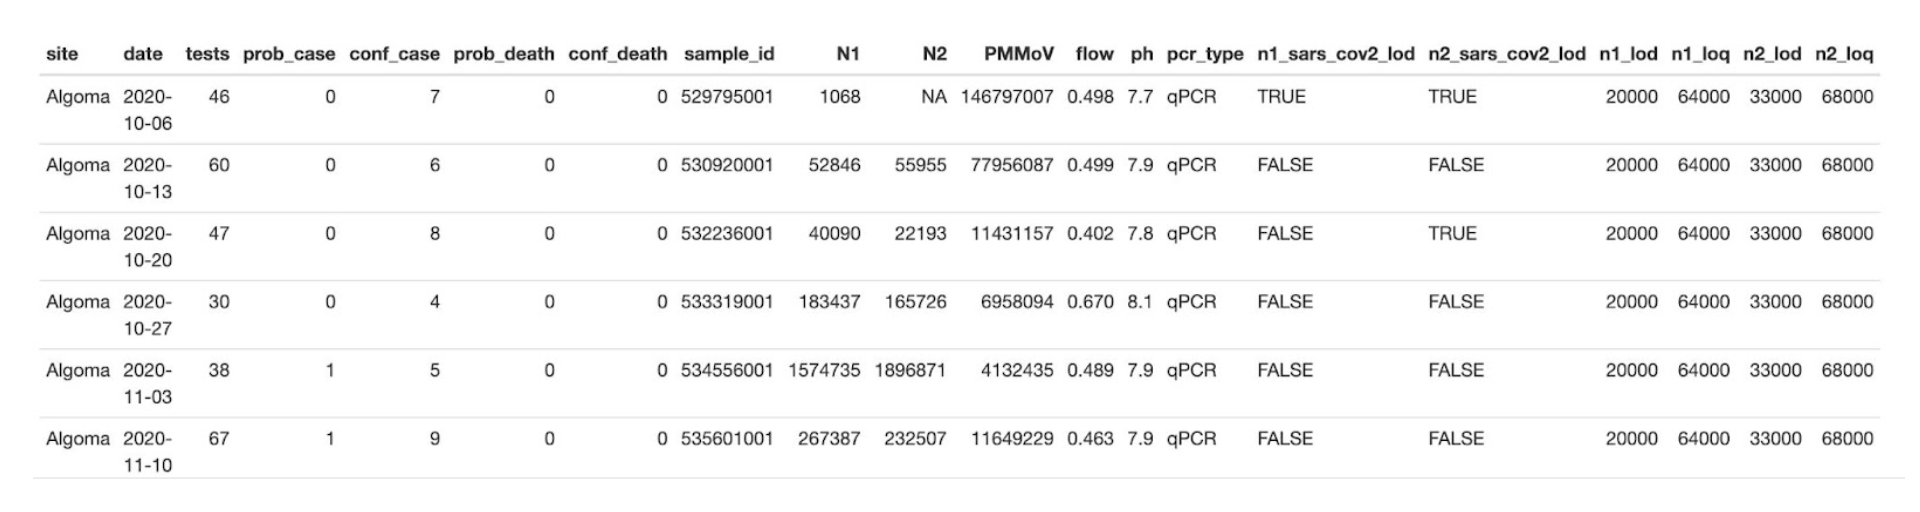 site date tests prob_case conf_case prob_death conf_death sample_id N1 N2 PMMoV flow ph pcr_type n1_sars_cov2_lod n2_sars_cov2_lod n1_lod n1_loq n2_lod n2_loq
Algoma 2020- 46 0 7 0 0 529795001 1068 NA 146797007 0.498 7.7 qPCR TRUE TRUE 20000 64000 33000 68000
10-06
Algoma 2020- 60 0 6 0 0 530920001 52846 55955 77956087 0.499 7.9 qPCR FALSE FALSE 20000 64000 33000 68000
10-13
Algoma 2020- 47 0 8 0 0 532236001 40090 22193 11431157 0.402 7.8 qPCR FALSE TRUE 20000 64000 33000 68000
10-20
Algoma 2020- 30 0 4 0 0 533319001 183437 165726 6958094 0.670 8.1 qPCR FALSE FALSE 20000 64000 33000 68000
10-27
Algoma 2020- 38 1 5 0 0 534556001 1574735 1896871 4132435 0.489 7.9 qPCR FALSE FALSE 20000 64000 33000 68000
11-03
Algoma 2020- 67 1 9 0 0 535601001 267387 232507 11649229 0.463 7.9 qPCR FALSE FALSE 20000 64000 33000 68000
11-10